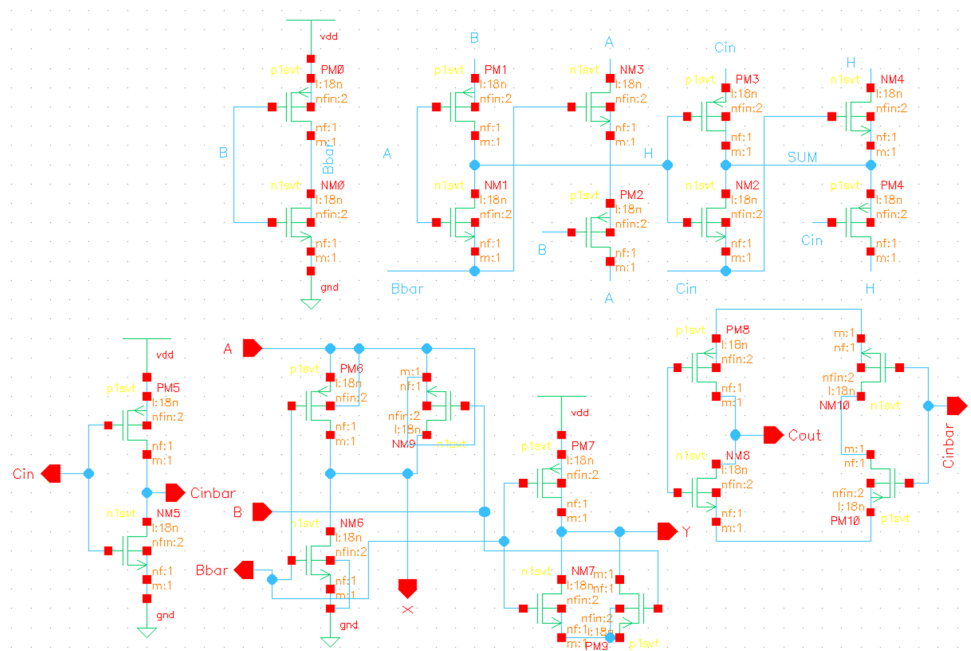 vdd
p1svt
PM0
l:18n
nfin:2
nf:1
m:1
B
Bbar
n1svt
NM0
l:18n
nfin:2
nf:1
m:1
gnd
B
p1svt
PM1
l:18n
nfin:2
nf:1
m:1
A
n1svt
NM1
l:18n
nfin:2
nf:1
m:1
Bbar
A
n1svt
NM3
l:18n
nfin:2
nf:1
m:1
H
p1svt
PM2
l:18n
nfin:2
B
nf:1
m:1
A
Cin
p1svt
PM3
l:18n
nfin:2
nf:1
m:1
n1svt
NM2
l:18n
nfin:2
nf:1
m:1
Cin
H
n1svt
NM4
l:18n
nfin:2
nf:1
m:1
SUM
p1svt
PM4
l:18n
nfin:2
Cin
nf:1
m:1
H
vdd
p1svt
PM5
l:18n
nfin:2
nf:1
m:1
Cin
Cinbar
n1svt
NM5
l:18n
nfin:2
nf:1
m:1
gnd
A
p1svt
PM6
l:18n
nfin:2
nf:1
m:1
m:1
nf:1
nfin:2
l:18n
NM9
n1svt
B
n1svt
NM6
l:18n
nfin:2
nf:1
m:1
Bbar
gnd
X
vdd
p1svt
PM7
l:18n
nfin:2
nf:1
m:1
Y
n1svt
NM7
l:18n
nfin:2
nf:1
m:1
m:1
nf:1
nfin:2
l:18n
PM9
p1svt
p1svt
PM8
l:18n
nfin:2
nf:1
m:1
Cout
n1svt
NM8
l:18n
nfin:2
nf:1
m:1
m:1
nf:1
nfin:2
l:18n
NM10
n1svt
Cinbar
m:1
nf:1
nfin:2
l:18n
PM10
p1svt